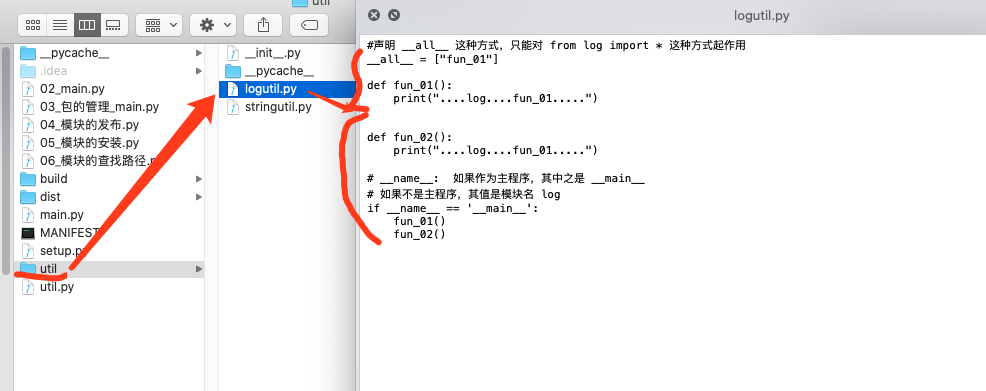 util
logutil.py
__pycache__
.idea
02_main.py
03_包的管理_main.py
04_模块的发布.py
05_模块的安装.py
06_模块的查找路径.py
build
dist
main.py
MANIFEST
setup.py
util
util.py
__init__.py
__pycache__
logutil.py
stringutil.py
#声明 __all__ 这种方式，只能对 from log import * 这种方式起作用
__all__ = ["fun_01"]
def fun_01():
print("....log....fun_01.....")
def fun_02():
print("....log....fun_01.....")
# __name__: 如果作为主程序，其中之是 __main__
# 如果不是主程序，其值是模块名 log
if __name__ == '__main__':
fun_01()
fun_02()